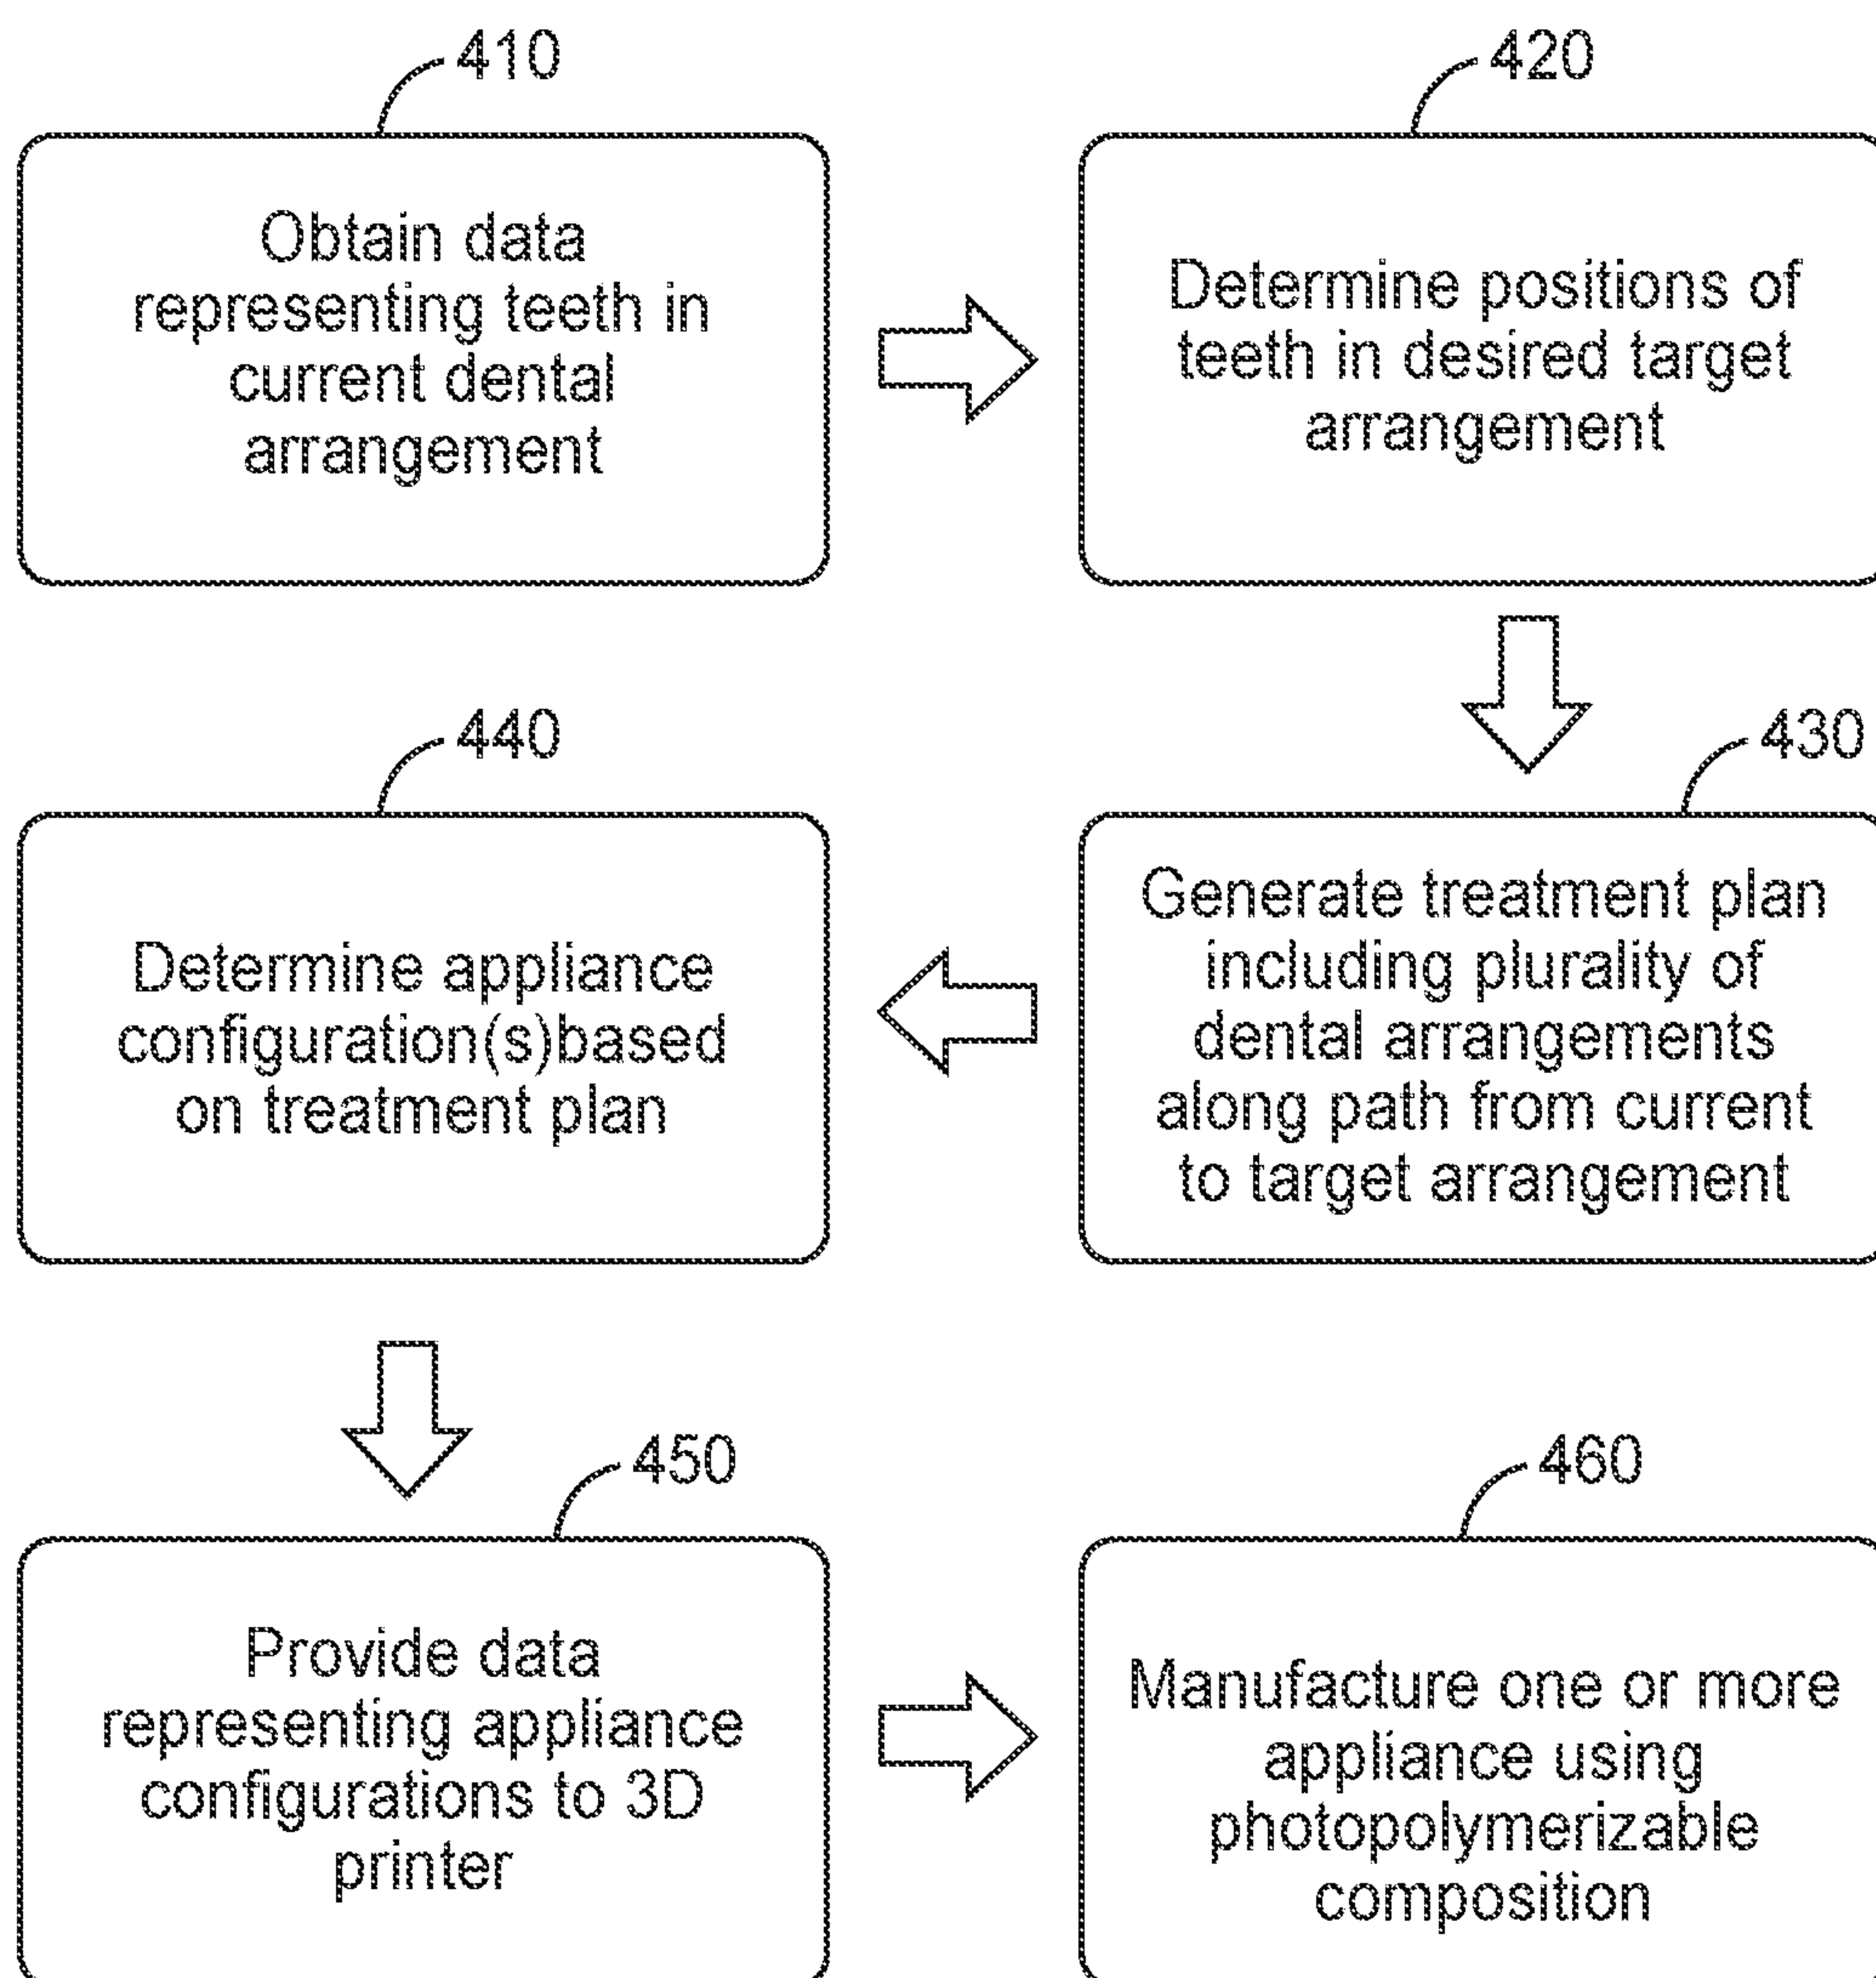 410
Obtain data
representing teeth in
current dental
arrangement
420
Determine positions of
teeth in desired target
arrangement
430
Generate treatment plan
including plurality of
dental arrangements
along path from current
to target arrangement
440
Determine appliance
configuration(s)based
on treatment plan
450
Provide data
representing appliance
configurations to 3D
printer
460
Manufacture one or more
appliance using
photopolymerizable
composition